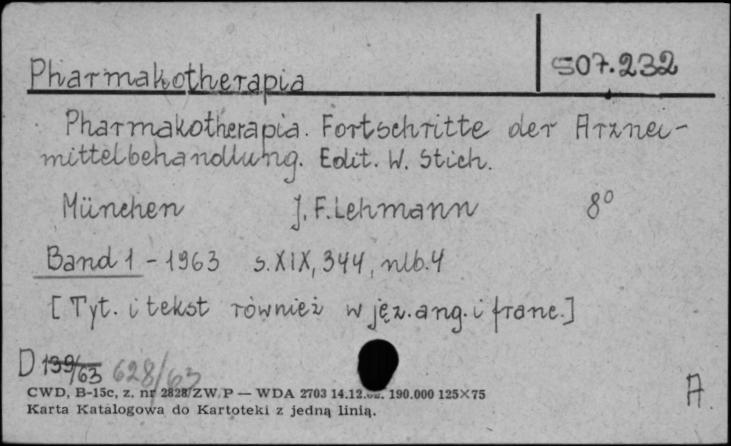 Pharmakotherapia
507.232
Pharmakotherapia. Fortschritte der Arznei-
mittelbehandlung. Edit. W. Stich.
München J. F. Lehmann 8°
Band 1 - 1963 s. XIX, 344, nlb. 4
[Tyt. i tekst również w jęz. ang. i franc.]
D 139/63 628/63
CWD, B-15c, z. nr 2828/ZW P — WDA 2703 14.12. 190.000 125×75
Karta Katalogowa do Kartoteki z jedną linią.
A